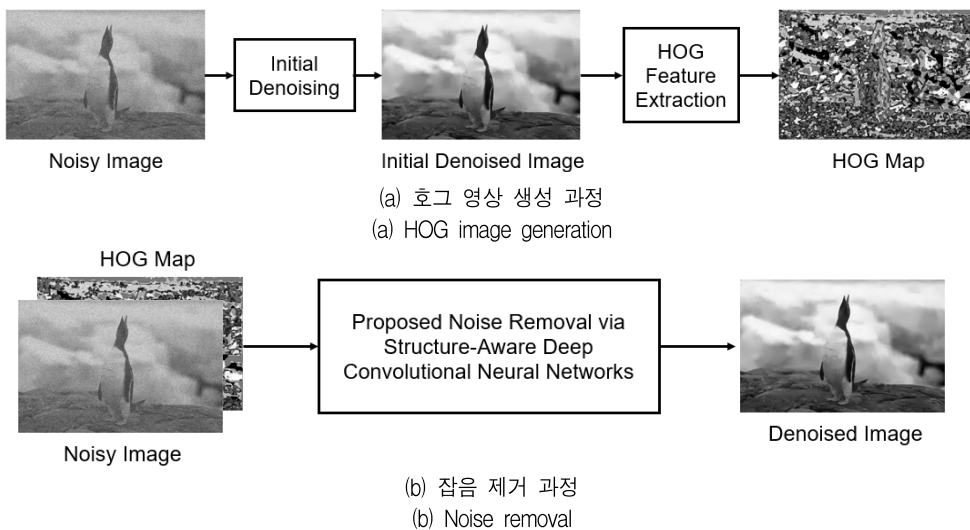 Initial
Denoising
HOG
Feature
Extraction
Noisy Image
Initial Denoised Image
HOG Map
(a) 호그 영상 생성 과정
(a) HOG image generation
HOG Map
Proposed Noise Removal via
Structure-Aware Deep
Convolutional Neural Networks
Noisy Image
Denoised Image
(b) 잡음 제거 과정
(b) Noise removal